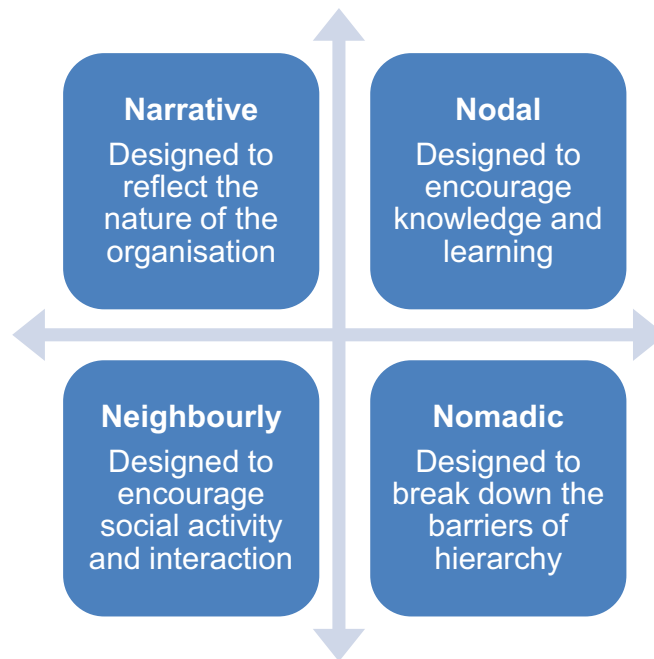 Narrative
Designed to
reflect the
nature of the
organisation
Nodal
Designed to
encourage
knowledge and
learning
Neighbourly
Designed to
encourage
social activity
and interaction
Nomadic
Designed to
break down the
barriers of
hierarchy